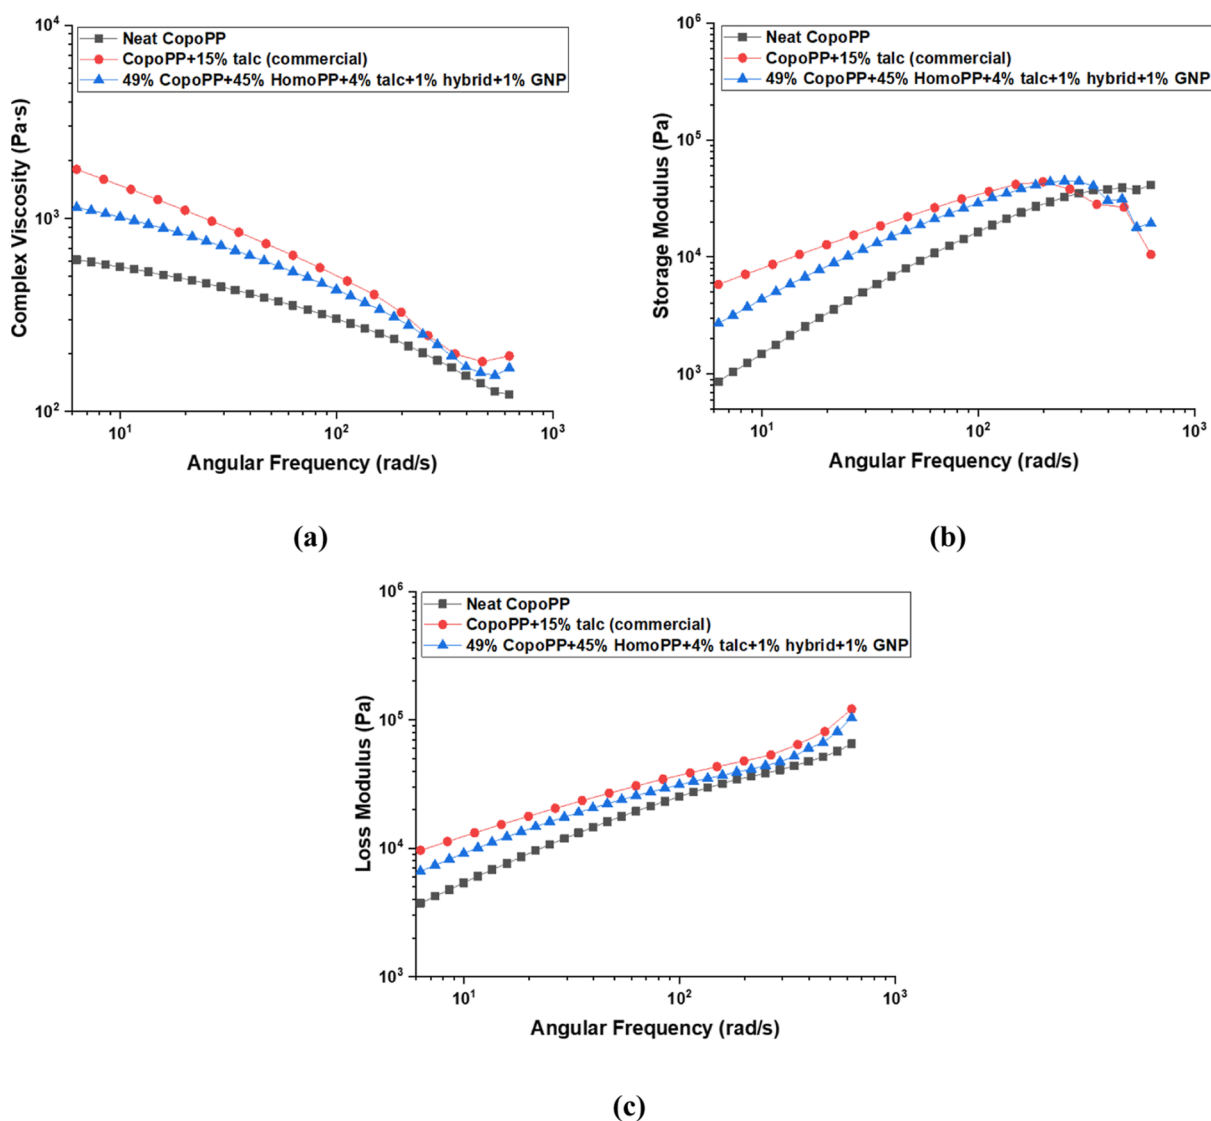 Neat CopoPP
CopoPP+15% talc (commercial)
49% CopoPP+45% HomoPP+4% talc+1% hybrid+1% GNP
10⁴
10³
10²
Complex Viscosity (Pa·s)
10¹
10²
10³
Angular Frequency (rad/s)
(a)
Neat CopoPP
CopoPP+15% talc (commercial)
49% CopoPP+45% HomoPP+4% talc+1% hybrid+1% GNP
10⁶
10⁵
10⁴
10³
Storage Modulus (Pa)
10¹
10²
10³
Angular Frequency (rad/s)
(b)
Neat CopoPP
CopoPP+15% talc (commercial)
49% CopoPP+45% HomoPP+4% talc+1% hybrid+1% GNP
10⁶
10⁵
10⁴
10³
Loss Modulus (Pa)
10¹
10²
10³
Angular Frequency (rad/s)
(c)